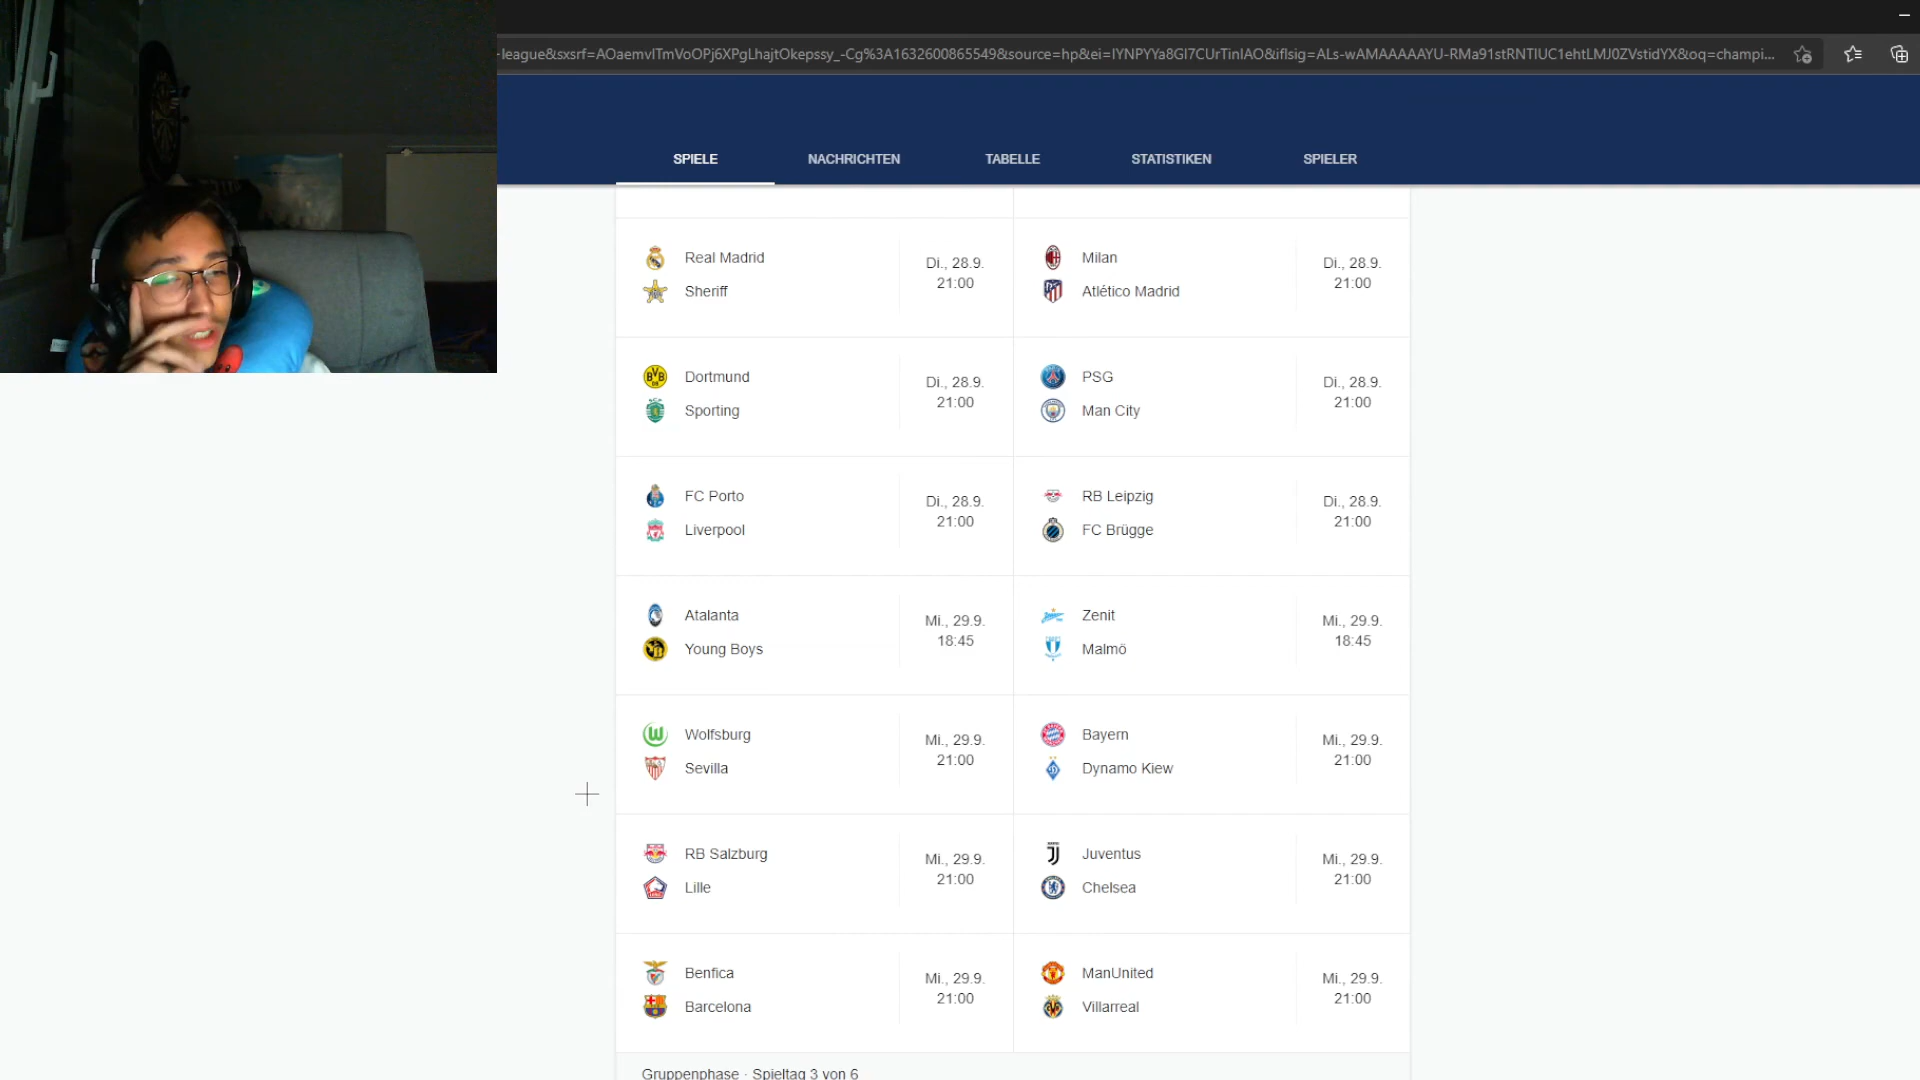 -league&sxsrf=AOaemvITmVoOPj6XPgLhajtOkepssy_-Cg%3A1632600865549&source=hp&ei=IYNPYYa8GI7CUrTinIAO&iflsig=ALs-wAMAAAAAYU-RMa91stRNTIUC1ehtLMJ0ZVstidYX&oq=champi...
SPIELE NACHRICHTEN TABELLE STATISTIKEN SPIELER
Real Madrid
Sheriff
Di., 28.9.
21:00
Milan
Atlético Madrid
Di., 28.9.
21:00
Dortmund
Sporting
Di., 28.9.
21:00
PSG
Man City
Di., 28.9.
21:00
FC Porto
Liverpool
Di., 28.9.
21:00
RB Leipzig
FC Brügge
Di., 28.9.
21:00
Atalanta
Young Boys
Mi., 29.9.
18:45
Zenit
Malmö
Mi., 29.9.
18:45
Wolfsburg
Sevilla
Mi., 29.9.
21:00
Bayern
Dynamo Kiew
Mi., 29.9.
21:00
RB Salzburg
Lille
Mi., 29.9.
21:00
Juventus
Chelsea
Mi., 29.9.
21:00
Benfica
Barcelona
Mi., 29.9.
21:00
ManUnited
Villarreal
Mi., 29.9.
21:00
Gruppenphase · Spieltag 3 von 6